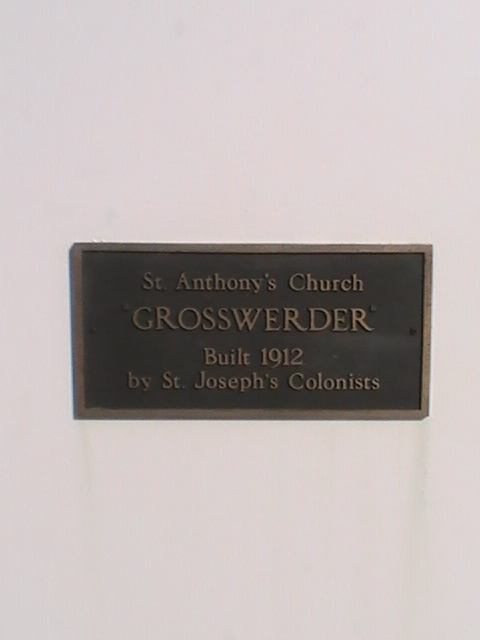 St. Anthony's Church
"GROSSWERDER"
Built 1912
by St. Joseph's Colonists